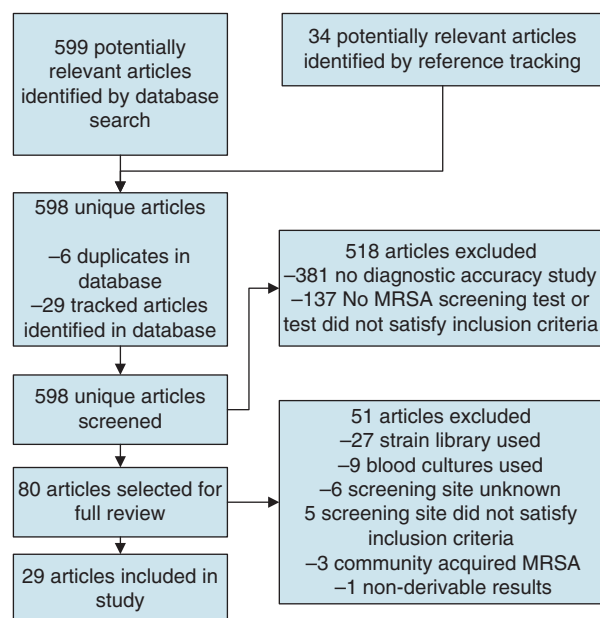 599 potentially
relevant articles
identified by database
search
34 potentially relevant articles
identified by reference tracking
598 unique articles
–6 duplicates in
database
–29 tracked articles
identified in database
518 articles excluded
–381 no diagnostic accuracy study
–137 No MRSA screening test or
test did not satisfy inclusion criteria
598 unique articles
screened
51 articles excluded
–27 strain library used
–9 blood cultures used
–6 screening site unknown
5 screening site did not satisfy
inclusion criteria
–3 community acquired MRSA
–1 non-derivable results
80 articles selected for
full review
29 articles included in
study